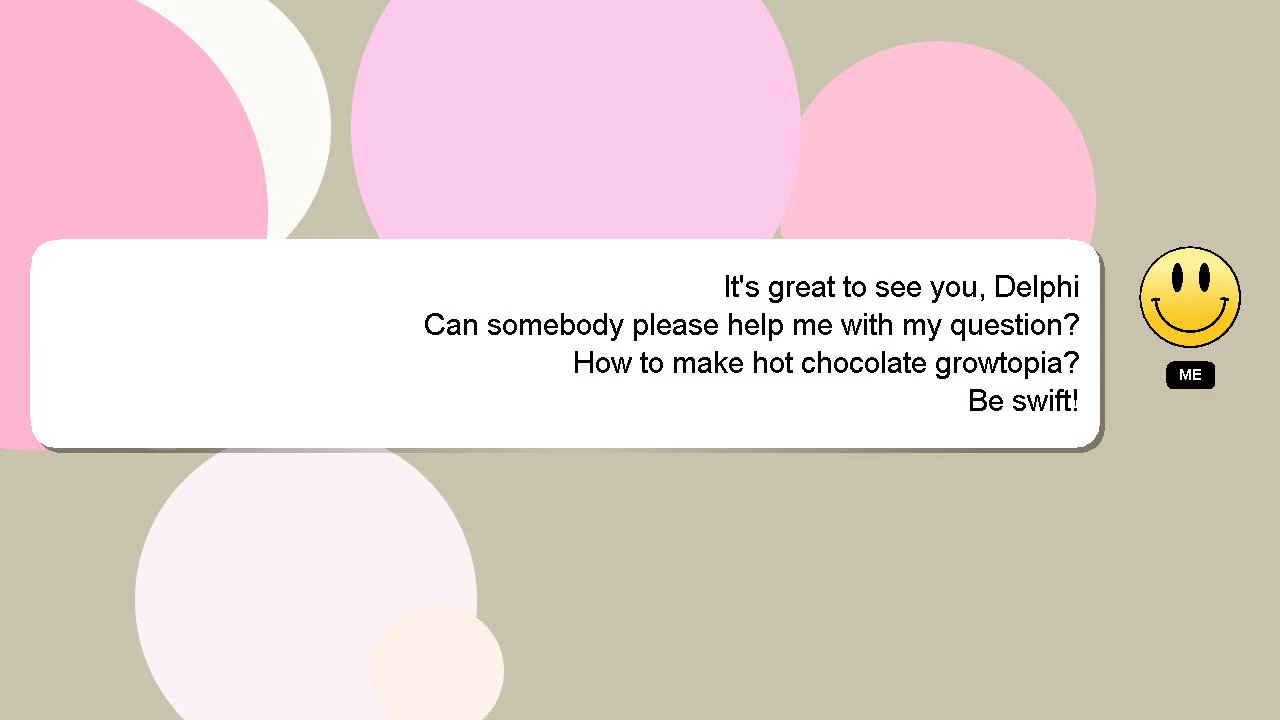 It's great to see you, Delphi
Can somebody please help me with my question?
How to make hot chocolate growtopia?
Be swift!
ME